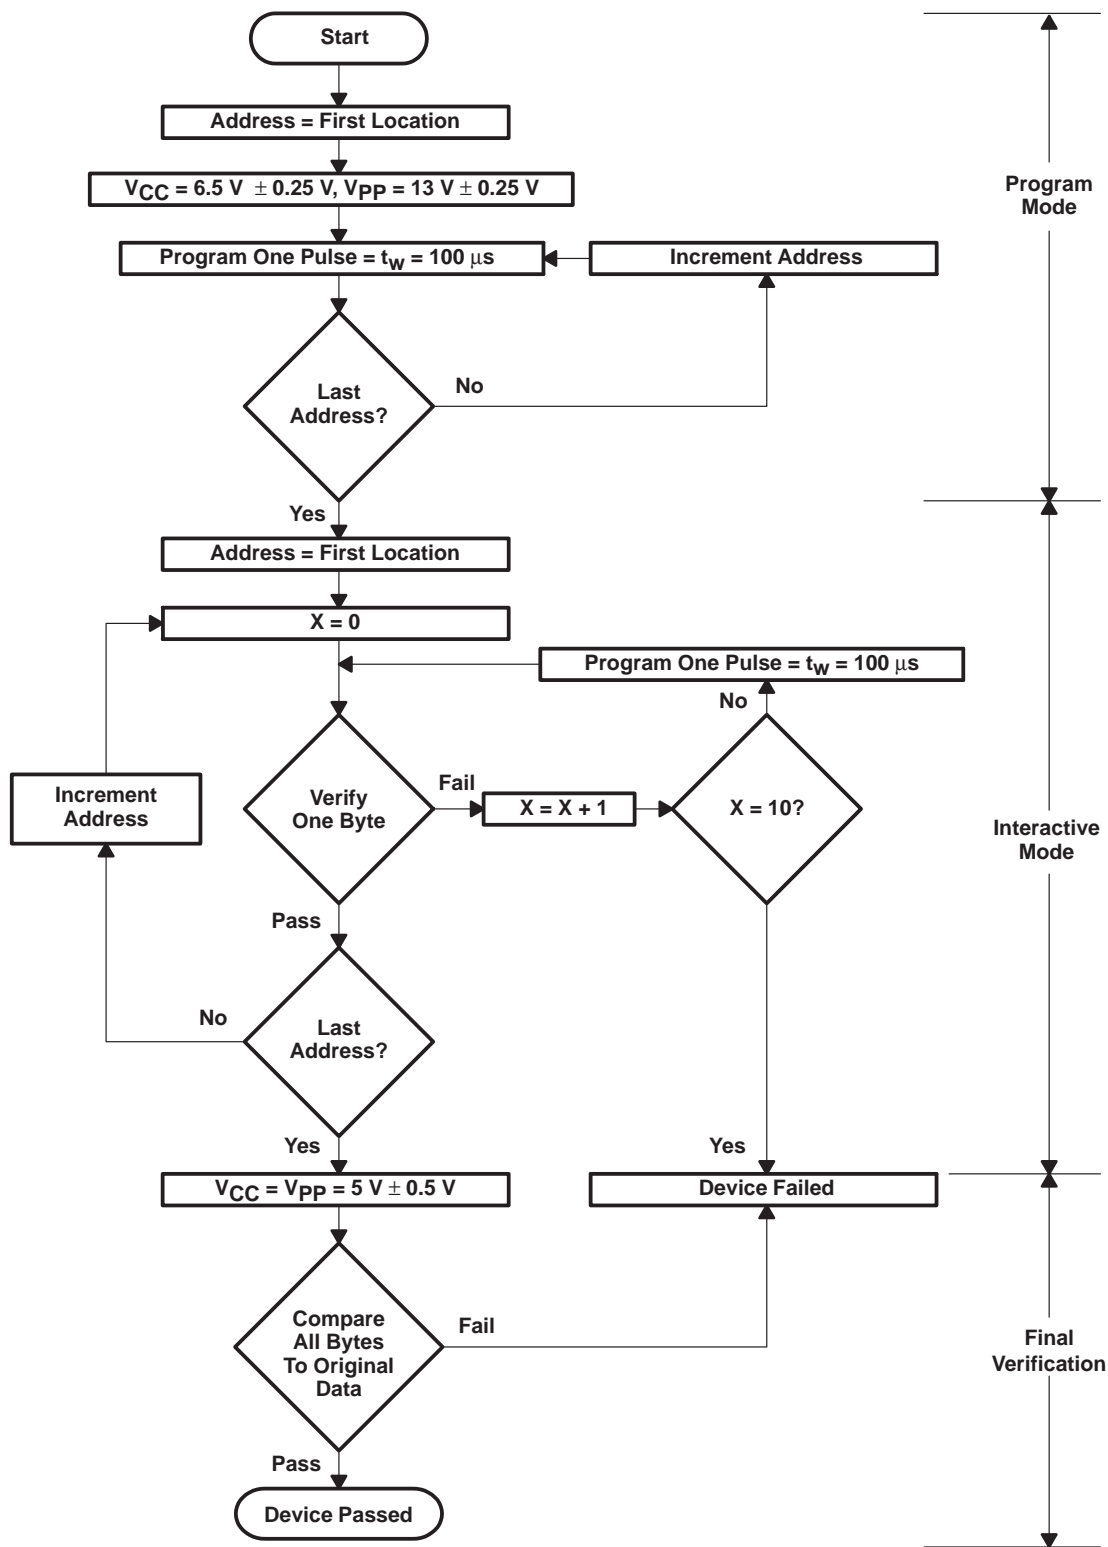 Start
Address = First Location
VCC = 6.5 V ± 0.25 V, VPP = 13 V ± 0.25 V
Program
Mode
Program One Pulse = tw = 100 μs
Increment Address
Last
Address?
No
Yes
Address = First Location
X = 0
Program One Pulse = tw = 100 μs
No
Increment
Address
Verify
One Byte
Fail
X = X + 1
X = 10?
Interactive
Mode
Pass
No
Last
Address?
Yes
Yes
VCC = VPP = 5 V ± 0.5 V
Device Failed
Compare
All Bytes
To Original
Data
Fail
Final
Verification
Pass
Device Passed